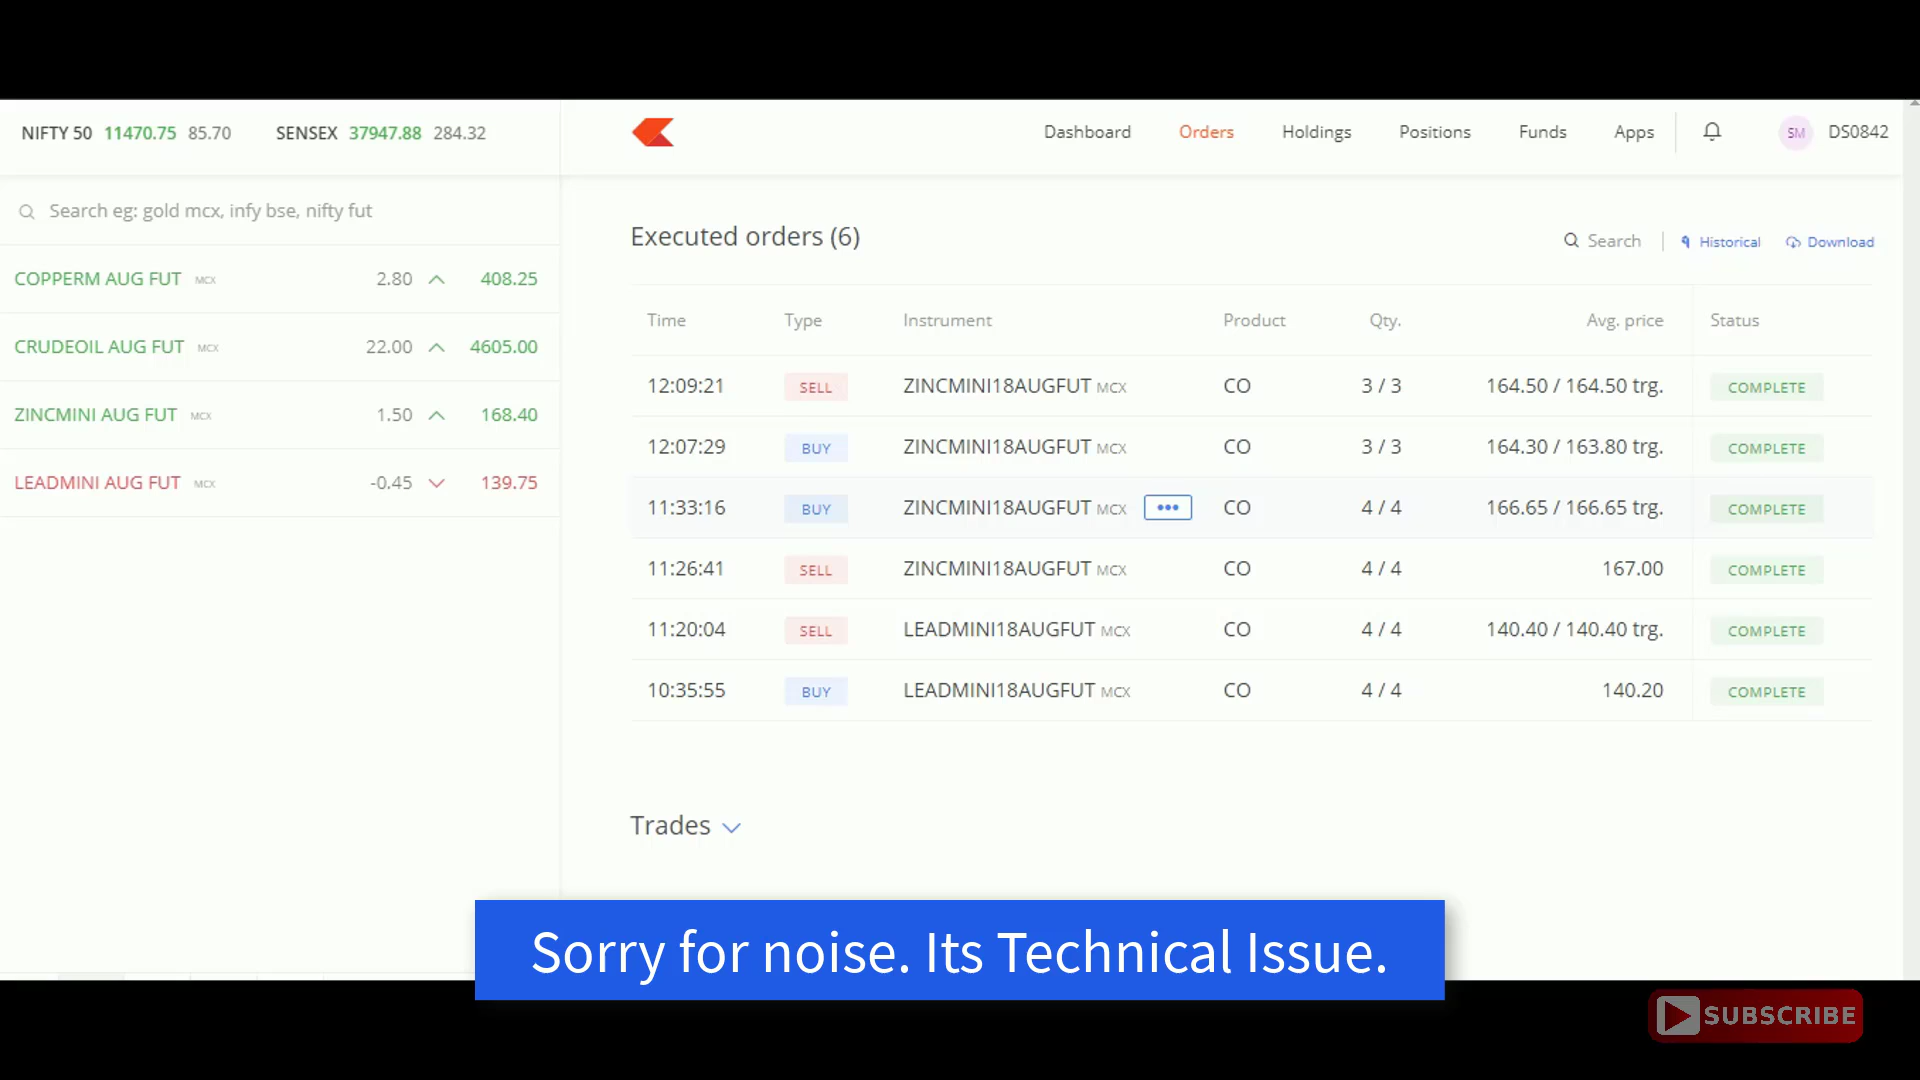 NIFTY 50 11470.75 85.70 SENSEX 37947.88 284.32
Dashboard Orders Holdings Positions Funds Apps SM DS0842
Search eg: gold mcx, infy bse, nifty fut
COPPERM AUG FUT MCX 2.80 408.25
CRUDEOIL AUG FUT MCX 22.00 4605.00
ZINCMINI AUG FUT MCX 1.50 168.40
LEADMINI AUG FUT MCX -0.45 139.75
Executed orders (6)
Search Historical Download
Time Type Instrument Product Qty. Avg. price Status
12:09:21 SELL ZINCMINI18AUGFUT MCX CO 3 / 3 164.50 / 164.50 trg. COMPLETE
12:07:29 BUY ZINCMINI18AUGFUT MCX CO 3 / 3 164.30 / 163.80 trg. COMPLETE
11:33:16 BUY ZINCMINI18AUGFUT MCX ••• CO 4 / 4 166.65 / 166.65 trg. COMPLETE
11:26:41 SELL ZINCMINI18AUGFUT MCX CO 4 / 4 167.00 COMPLETE
11:20:04 SELL LEADMINI18AUGFUT MCX CO 4 / 4 140.40 / 140.40 trg. COMPLETE
10:35:55 BUY LEADMINI18AUGFUT MCX CO 4 / 4 140.20 COMPLETE
Trades
Sorry for noise. Its Technical Issue.
SUBSCRIBE